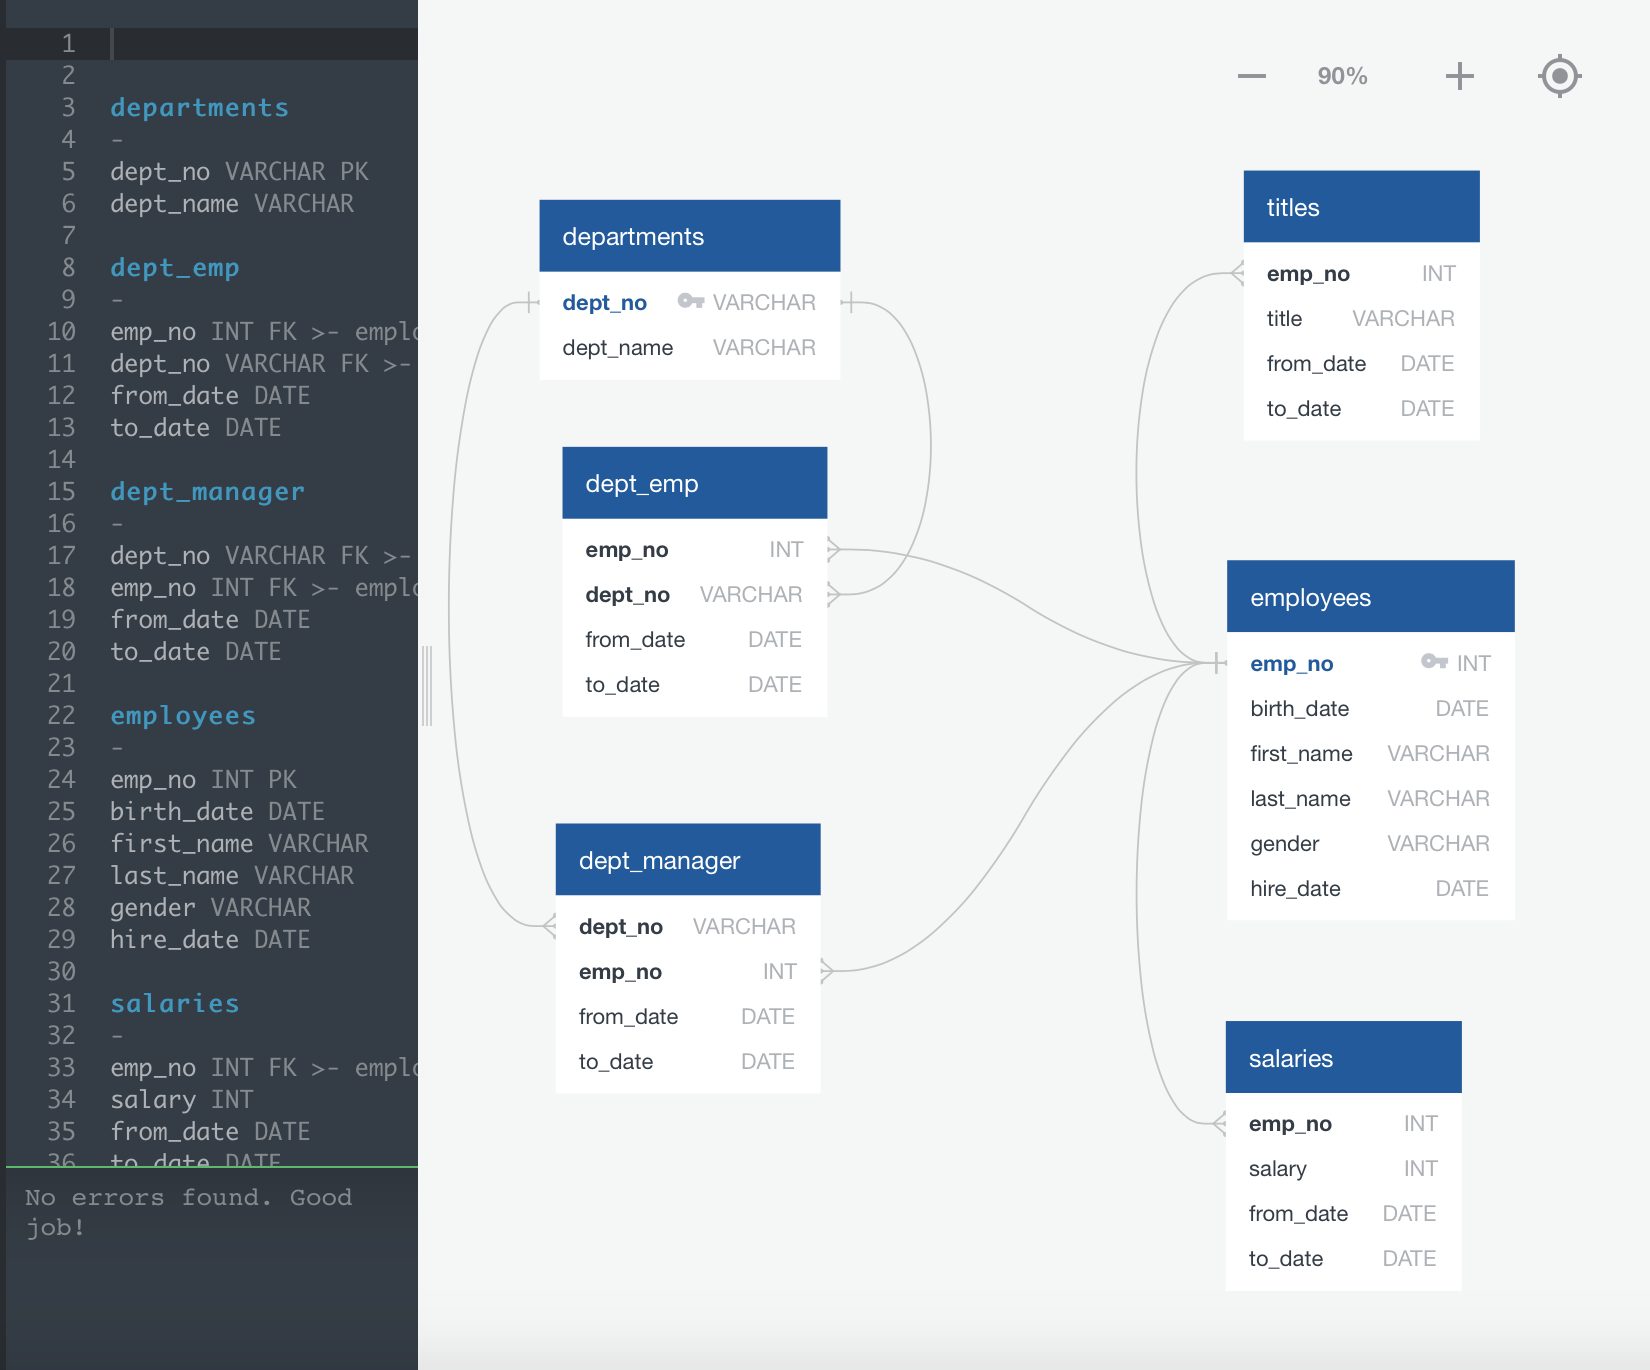 1
2
3 departments
4 -
5 dept_no VARCHAR PK
6 dept_name VARCHAR
7
8 dept_emp
9 -
10 emp_no INT FK >-
11 dept_no VARCHAR FK >-
12 from_date DATE
13 to_date DATE
14
15 dept_manager
16 -
17 dept_no VARCHAR FK >-
18 emp_no INT FK >-
19 from_date DATE
20 to_date DATE
21
22 employees
23 -
24 emp_no INT PK
25 birth_date DATE
26 first_name VARCHAR
27 last_name VARCHAR
28 gender VARCHAR
29 hire_date DATE
30
31 salaries
32 -
33 emp_no INT FK >-
34 salary INT
35 from_date DATE
36 to_date DATE
No errors found. Good
job!
90%
departments
dept_no VARCHAR
dept_name VARCHAR
dept_emp
emp_no INT
dept_no VARCHAR
from_date DATE
to_date DATE
dept_manager
dept_no VARCHAR
emp_no INT
from_date DATE
to_date DATE
titles
emp_no INT
title VARCHAR
from_date DATE
to_date DATE
employees
emp_no INT
birth_date DATE
first_name VARCHAR
last_name VARCHAR
gender VARCHAR
hire_date DATE
salaries
emp_no INT
salary INT
from_date DATE
to_date DATE